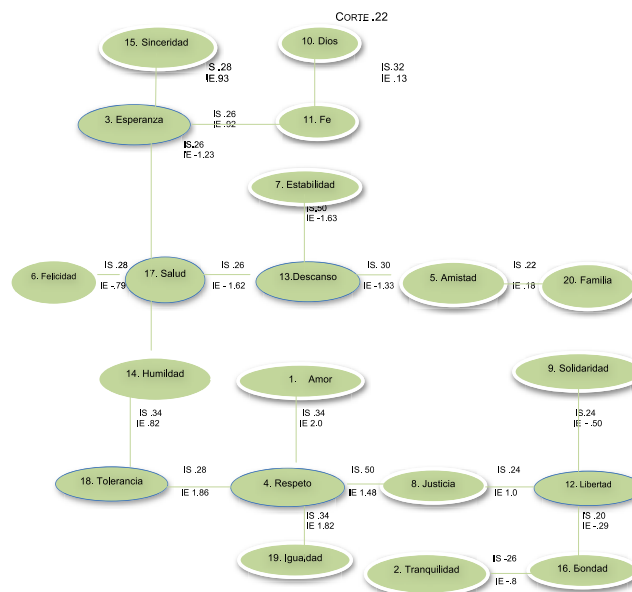 CORTE .22
15. Sinceridad
10. Dios
IS .28
IE.93
IS.32
IE .13
3. Esperanza
IS .26
IE .92
11. Fe
IS.26
IE -1.23
7. Estabilidad
IS.50
IE -1.63
6. Felicidad
IS .28
IE -.79
17. Salud
IS .26
IE - 1.62
13.Descanso
IS. 30
IE -1.33
5. Amistad
IS .22
IE .18
20. Familia
14. Humildad
1. Amor
9. Solidaridad
IS .34
IE .82
IS .34
IE 2.0
IS.24
IE - .50
18. Tolerancia
IS .28
IE 1.86
4. Respeto
IS .50
IE 1.48
8. Justicia
IS .24
IE 1.0
12. Libertad
IS .34
IE 1.82
IS .20
IE -.29
19. Igualdad
2. Tranquilidad
IS -26
IE -.8
16. Bondad